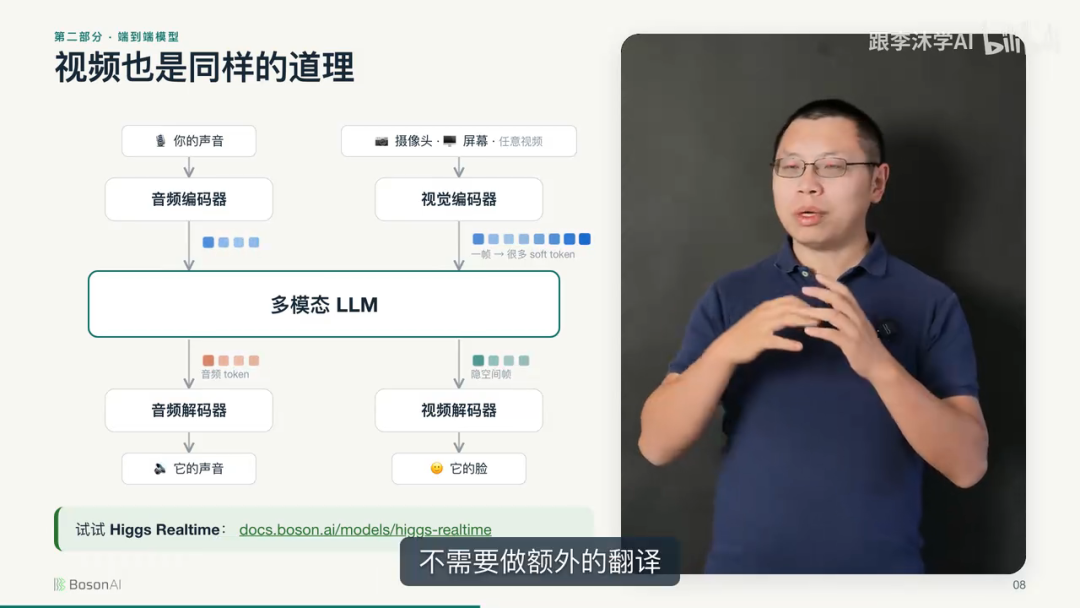 第二部分 · 端到端模型
视频也是同样的道理
跟李沐学AI bili
你的声音
摄像头 · 屏幕 · 任意视频
音频编码器
视觉编码器
一帧 → 很多 soft token
多模态 LLM
音频 token
隐空间帧
音频解码器
视频解码器
它的声音
它的脸
试试 Higgs Realtime： docs.boson.ai/models/higgs-realtime
不需要做额外的翻译
BosonAI
08